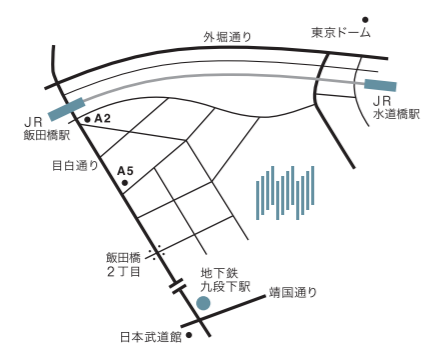 東京ドーム
外堀通り
JR
水道橋駅
JR
飯田橋駅
A2
目白通り
A5
飯田橋
2丁目
地下鉄
九段下駅
靖国通り
日本武道館